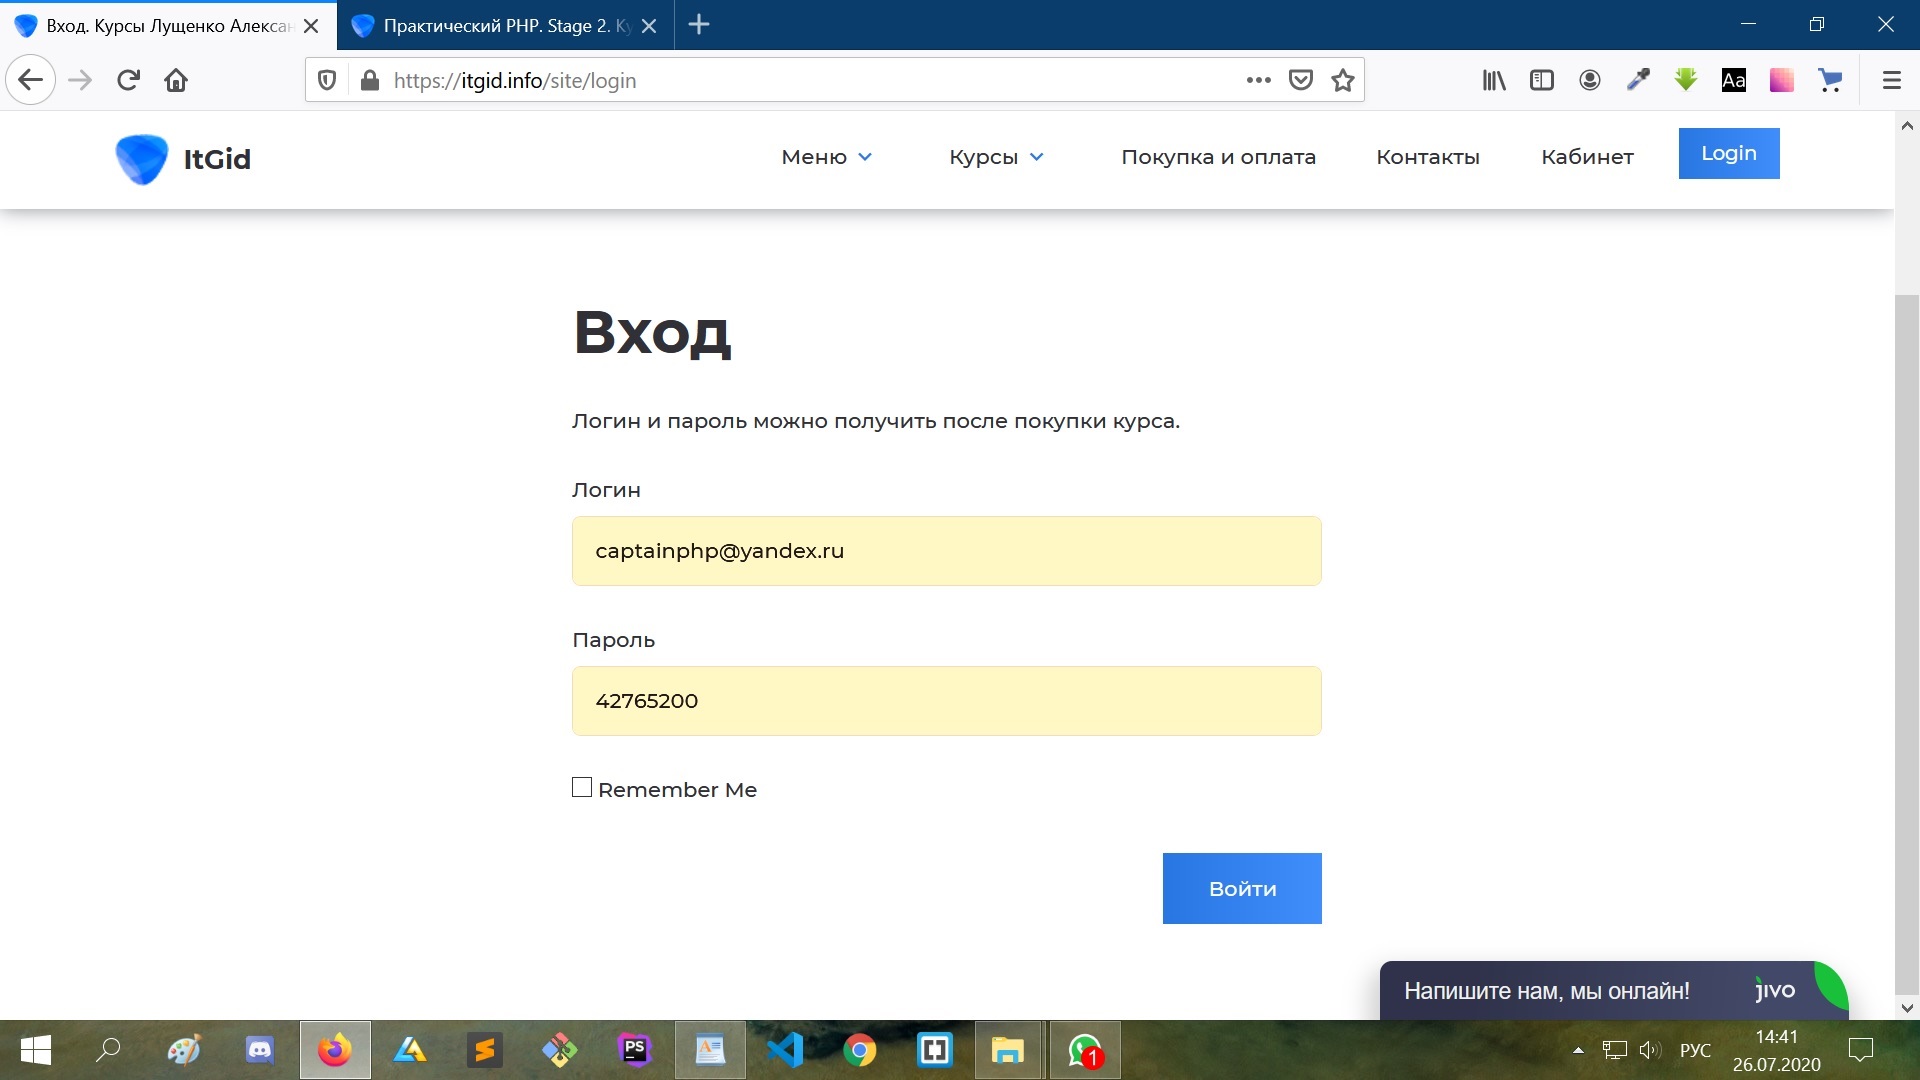 Вход. Курсы Лущенко Алексан
Практический PHP. Stage 2. Ку
https://itgid.info/site/login
Aa
ItGid
Меню
Курсы
Покупка и оплата
Контакты
Кабинет
Login
Вход
Логин и пароль можно получить после покупки курса.
Логин
captainphp@yandex.ru
Пароль
42765200
Remember Me
Войти
Напишите нам, мы онлайн!
jivo
PS
1
РУС
14:41
26.07.2020